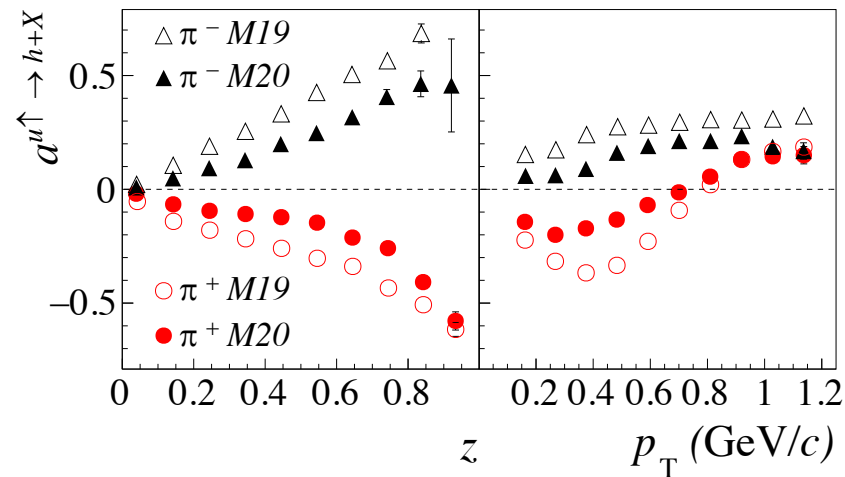 a^{u↑ → h+X}
△ π⁻ M19
▲ π⁻ M20
0.5
0
−0.5
○ π⁺ M19
● π⁺ M20
0 0.2 0.4 0.6 0.8 0.2 0.4 0.6 0.8 1 1.2
z p_T (GeV/c)